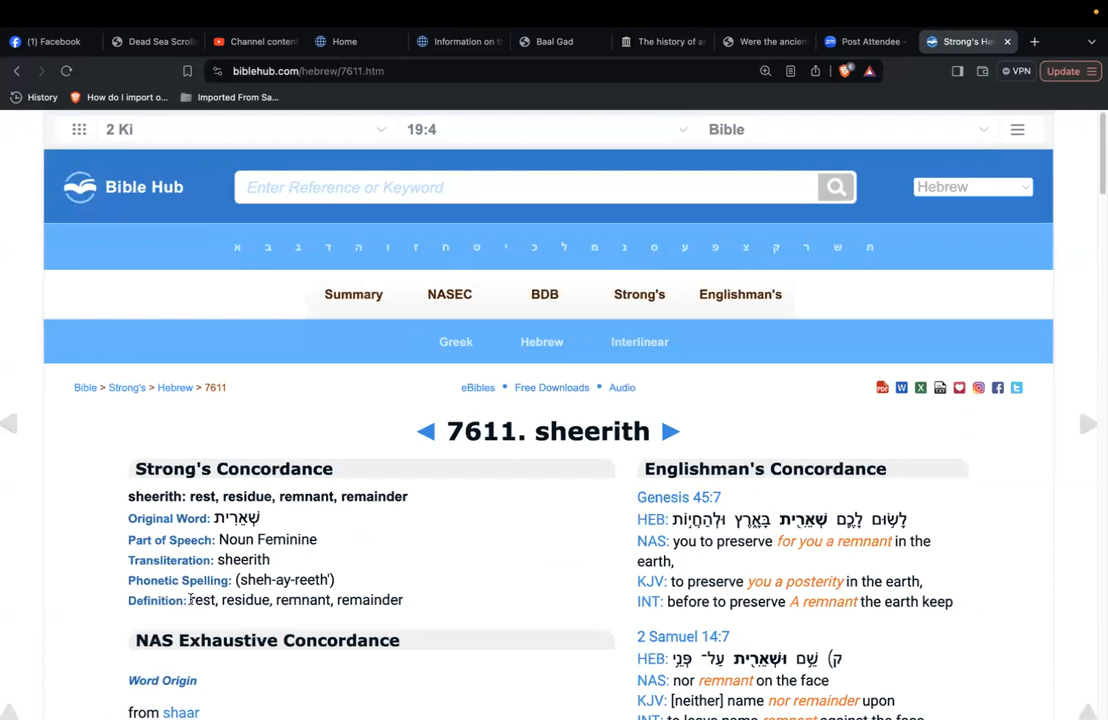 (1) Facebook
Dead Sea Scroll
Channel content
Home
Information on t
Baal Gad
The history of ar
Were the ancien
Post Attendee -
Strong's He
biblehub.com/hebrew/7611.htm
VPN
Update
History
How do I import o...
Imported From Sa...
2 Ki
19:4
Bible
Bible Hub
Enter Reference or Keyword
Hebrew
א ב ג ד ה ו ז ח ט י כ ל מ נ ס ע פ צ ק ר ש ת
Summary
NASEC
BDB
Strong's
Englishman's
Greek
Hebrew
Interlinear
Bible > Strong's > Hebrew > 7611
eBibles • Free Downloads • Audio
7611. sheerith
Strong's Concordance
sheerith: rest, residue, remnant, remainder
Original Word: שְׁאֵרִית
Part of Speech: Noun Feminine
Transliteration: sheerith
Phonetic Spelling: (sheh-ay-reeth')
Definition: rest, residue, remnant, remainder
NAS Exhaustive Concordance
Word Origin
from shaar
Englishman's Concordance
Genesis 45:7
HEB: לָשׂ֥וּם לָכֶ֛ם שְׁאֵרִ֖ית בָּאָ֑רֶץ וּלְהַחֲי֣וֹת
NAS: you to preserve for you a remnant in the
earth,
KJV: to preserve you a posterity in the earth,
INT: before to preserve A remnant the earth keep
2 Samuel 14:7
HEB: ק) שֵׁ֥ם וּשְׁאֵרִ֖ית עַל־ פְּנֵ֥י
NAS: nor remnant on the face
KJV: [neither] name nor remainder upon
INT: to leave name remnant against the face